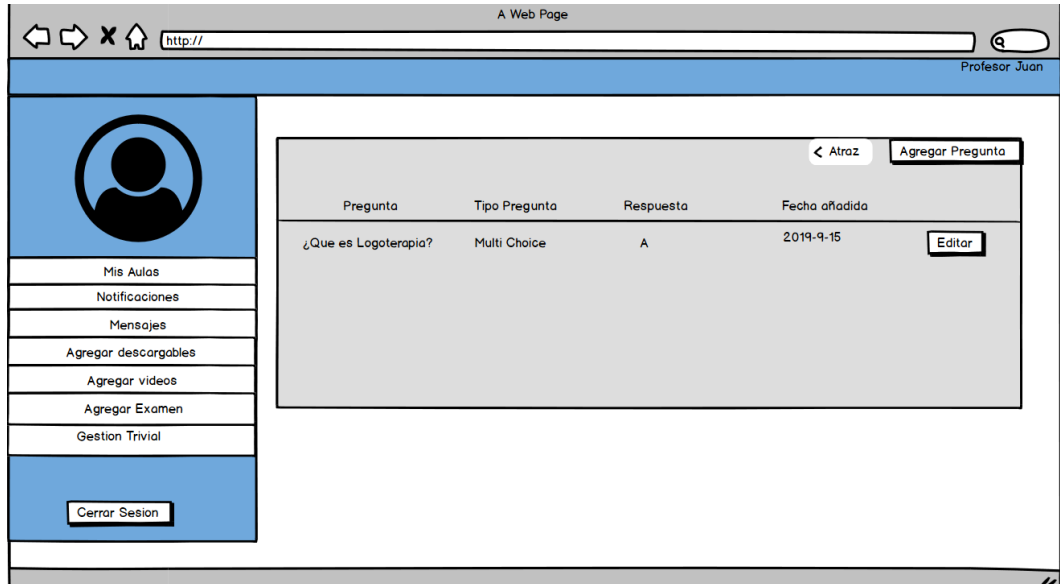 A Web Page
http://
Profesor Juan
Atraz
Agregar Pregunta
Pregunta Tipo Pregunta Respuesta Fecha añadida
¿Que es Logoterapia? Multi Choice A 2019-9-15 Editar
Mis Aulas
Notificaciones
Mensajes
Agregar descargables
Agregar videos
Agregar Examen
Gestion Trivial
Cerrar Sesion